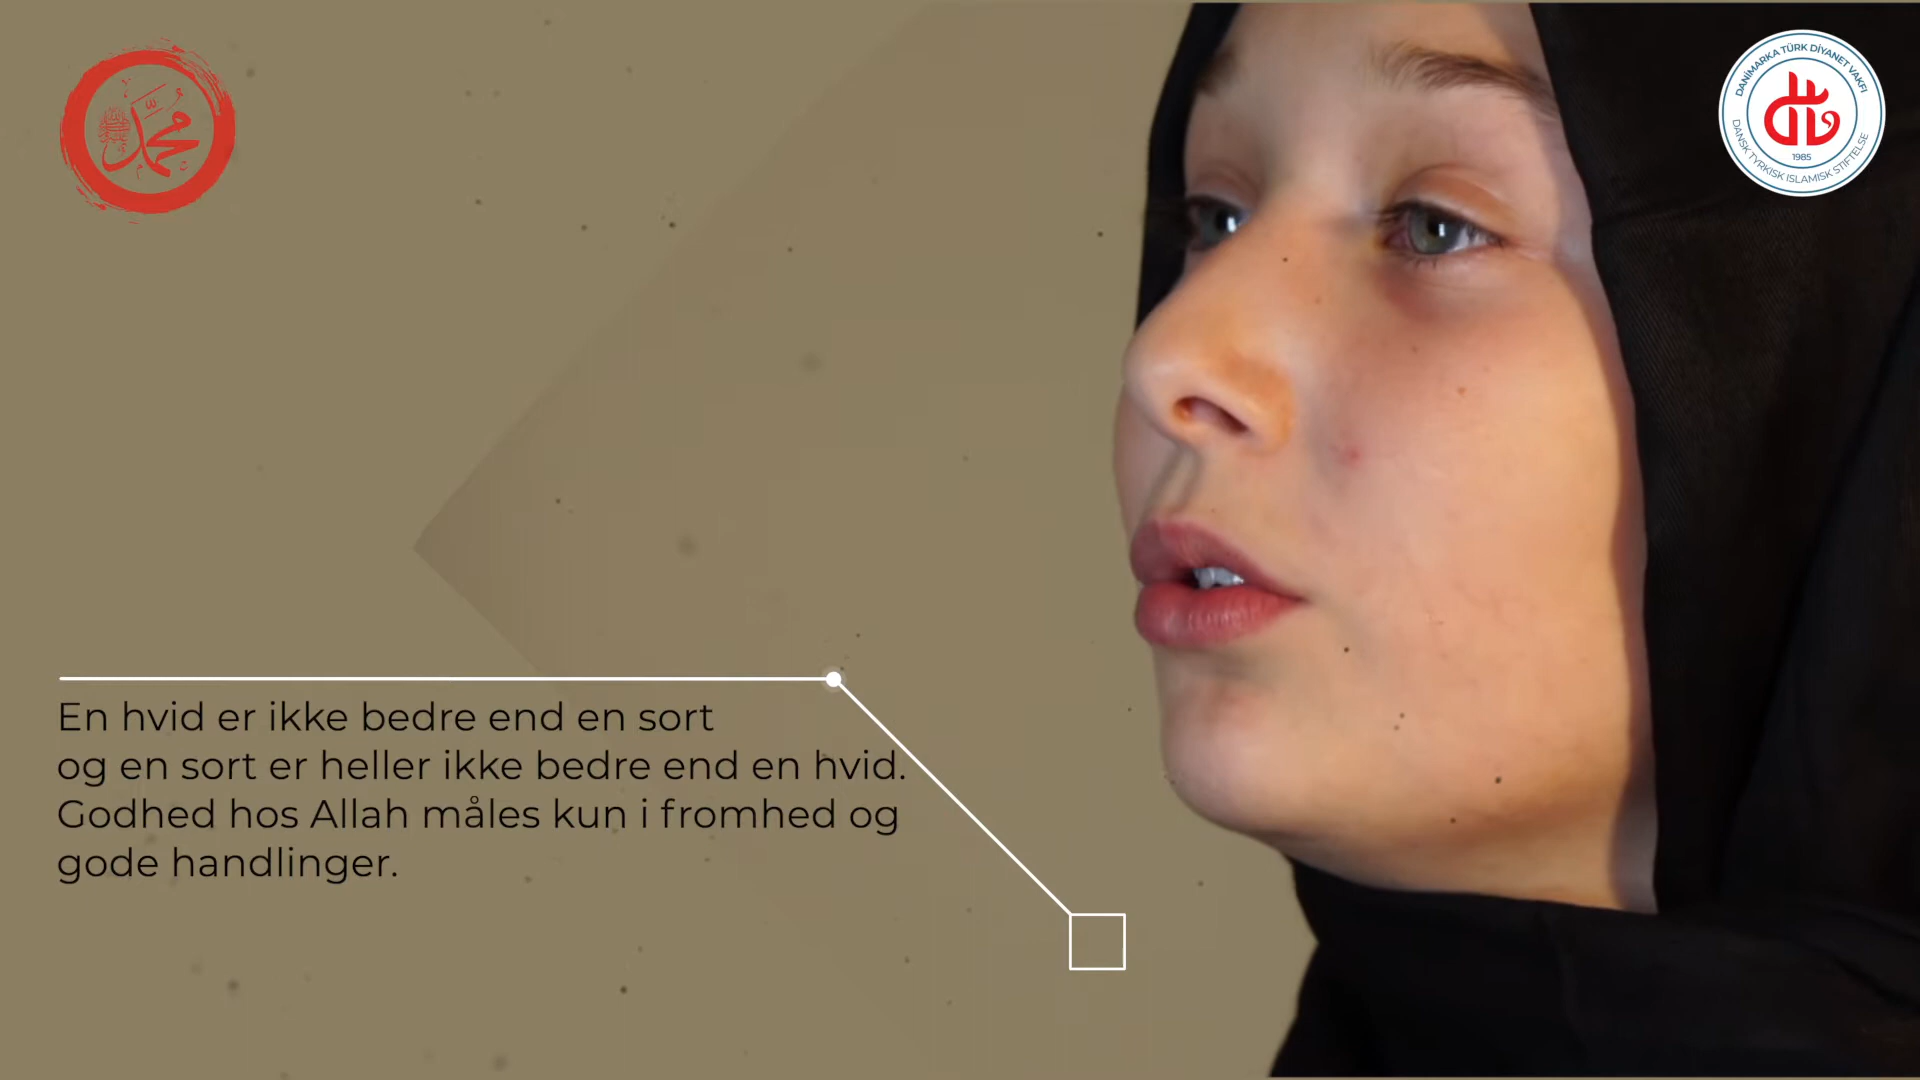 محمد
DANİMARKA TÜRK DİYANET VAKFI
1985
DANSK TYRKISK ISLAMISK STIFTELSE
En hvid er ikke bedre end en sort
og en sort er heller ikke bedre end en hvid.
Godhed hos Allah måles kun i fromhed og
gode handlinger.